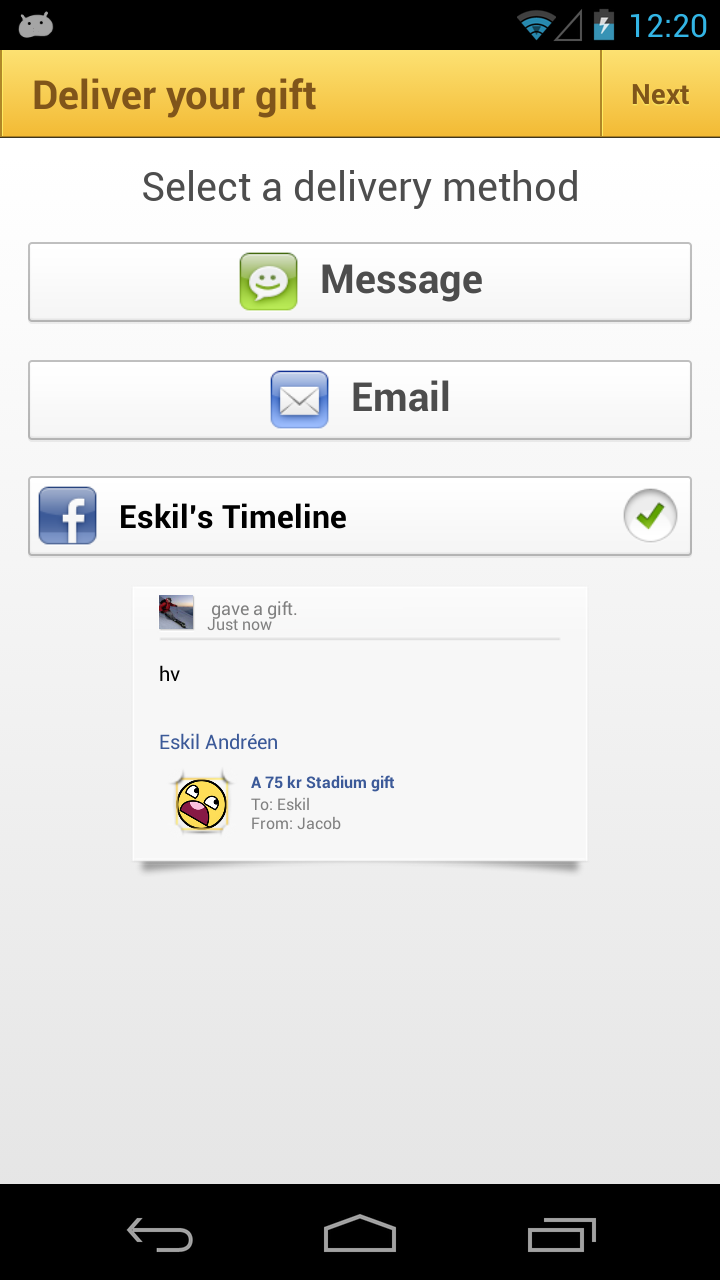 12:20
Deliver your gift
Next
Select a delivery method
Message
Email
Eskil's Timeline
gave a gift.
Just now
hv
Eskil Andréen
A 75 kr Stadium gift
To: Eskil
From: Jacob